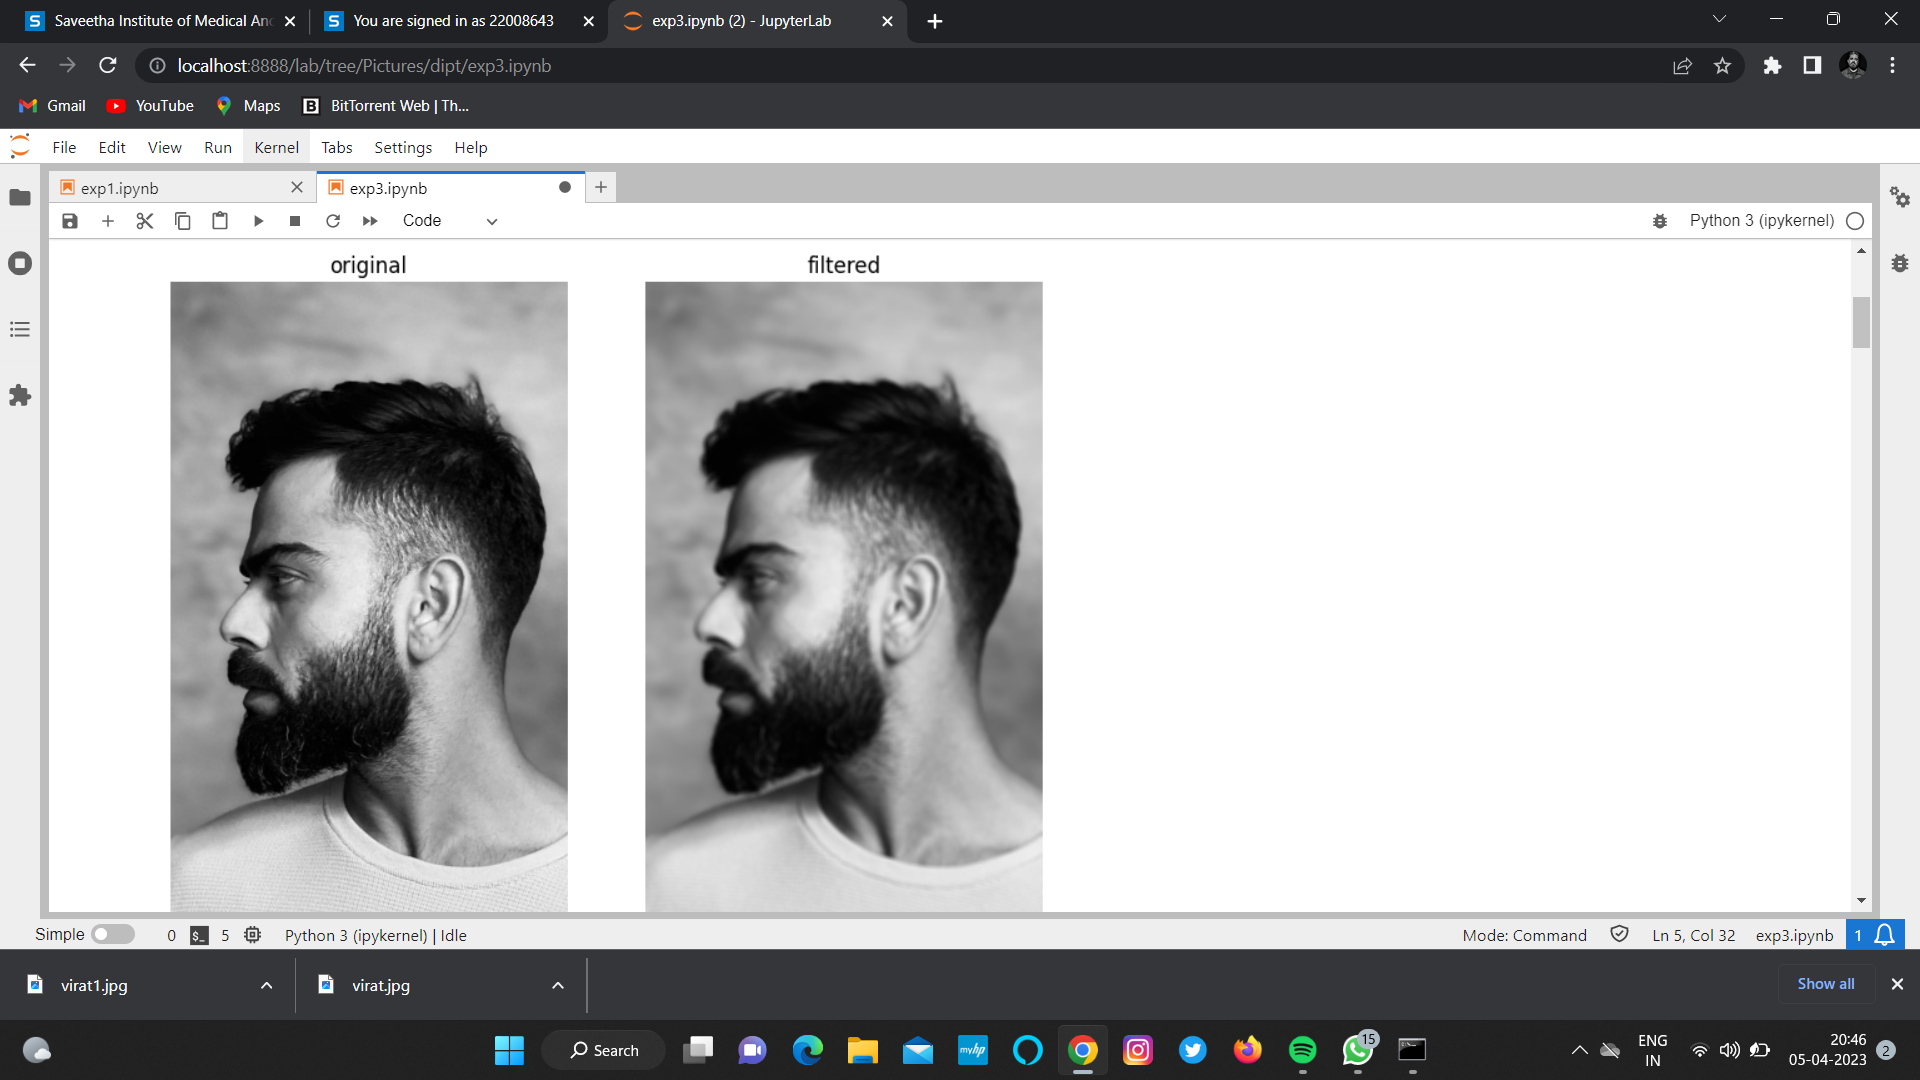 Saveetha Institute of Medical An
You are signed in as 22008643
exp3.ipynb (2) - JupyterLab
localhost:8888/lab/tree/Pictures/dipt/exp3.ipynb
Gmail
YouTube
Maps
BitTorrent Web | Th...
File Edit View Run Kernel Tabs Settings Help
exp1.ipynb
exp3.ipynb
Code
Python 3 (ipykernel)
original
filtered
Simple
0
5
Python 3 (ipykernel) | Idle
Mode: Command
Ln 5, Col 32
exp3.ipynb
1
virat1.jpg
virat.jpg
Show all
Search
myhp
15
ENG
IN
20:46
05-04-2023
2